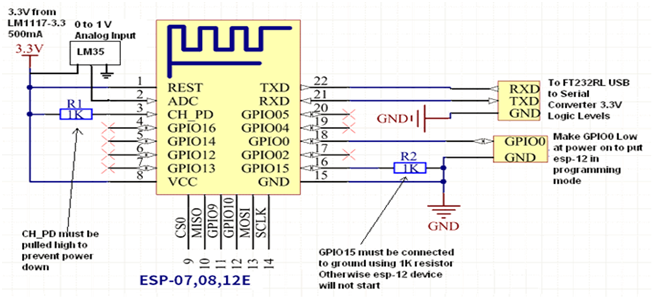 3.3V from
LM1117-3.3
500mA
0 to 1 V
Analog Input
3.3V
LM35
R1
1K
1 REST TXD 22
2 ADC RXD 21
3 CH_PD GPIO05 20
4 GPIO16 GPIO04 19
5 GPIO14 GPIO0 18
6 GPIO12 GPIO02 17
7 GPIO13 GPIO15 16
8 VCC GND 15
CS0
MISO
GPIO9
GPIO10
MOSI
SCLK
9 10 11 12 13 14
ESP-07,08,12E
RXD
TXD
GND
GND
To FT232RL USB
to Serial
Converter 3.3V
Logic Levels
GPIO0
GND
Make GPIO0 Low
at power on to put
esp-12 in
programming
mode
R2
1K
GND
CH_PD must be
pulled high to
prevent power
down
GPIO15 must be connected
to ground using 1K resistor
Otherwise esp-12 device
will not start